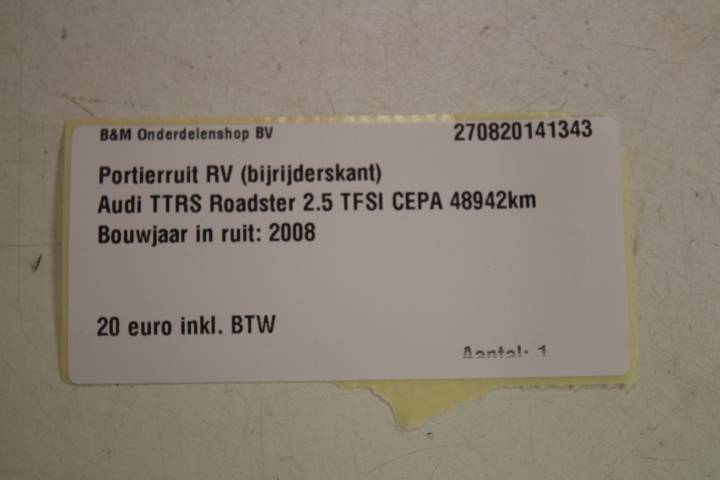 B&M Onderdelenshop BV 270820141343
Portierruit RV (bijrijderskant)
Audi TTRS Roadster 2.5 TFSI CEPA 48942km
Bouwjaar in ruit: 2008
20 euro inkl. BTW
Aantal: 1